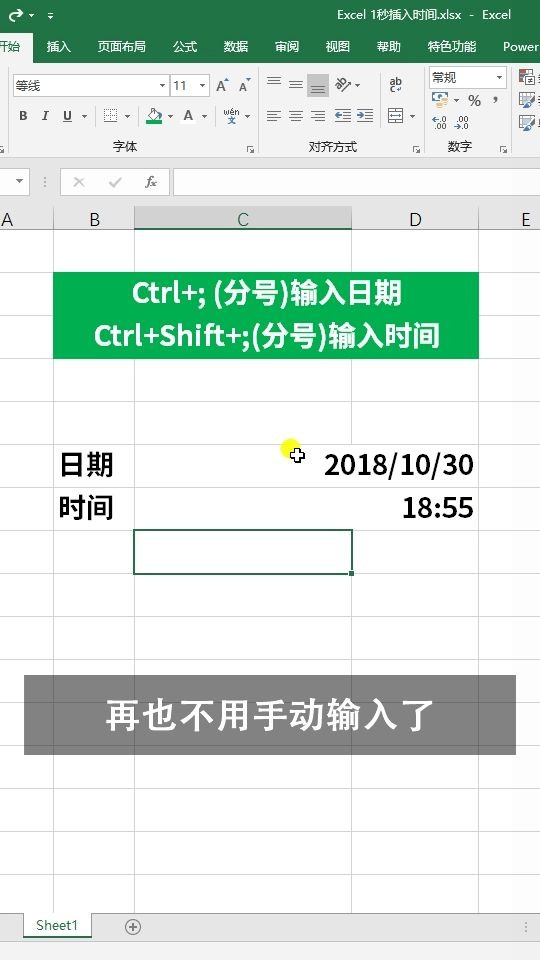 Excel 1秒插入时间.xlsx - Excel
开始 插入 页面布局 公式 数据 审阅 视图 帮助 特色功能 Power
等线 11 A A ab 常规
B I U A wén 文 % ,
字体 对齐方式 数字
fx
A B C D E
Ctrl+; (分号)输入日期
Ctrl+Shift+;(分号)输入时间
日期 2018/10/30
时间 18:55
再也不用手动输入了
Sheet1